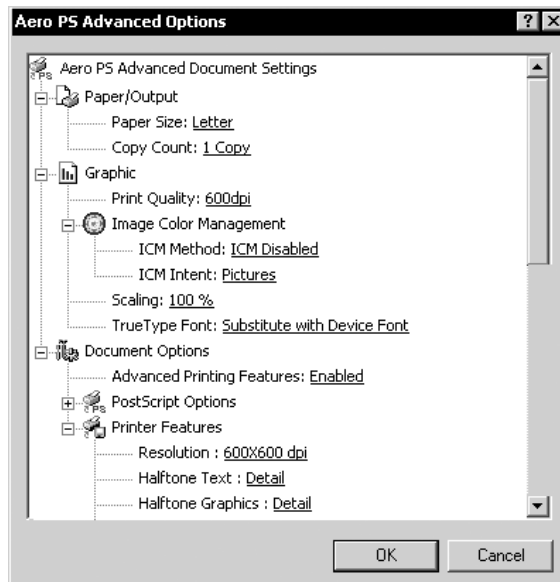 Aero PS Advanced Options
Aero PS Advanced Document Settings
Paper/Output
Paper Size: Letter
Copy Count: 1 Copy
Graphic
Print Quality: 600dpi
Image Color Management
ICM Method: ICM Disabled
ICM Intent: Pictures
Scaling: 100 %
TrueType Font: Substitute with Device Font
Document Options
Advanced Printing Features: Enabled
PostScript Options
Printer Features
Resolution : 600X600 dpi
Halftone Text : Detail
Halftone Graphics : Detail
OK Cancel